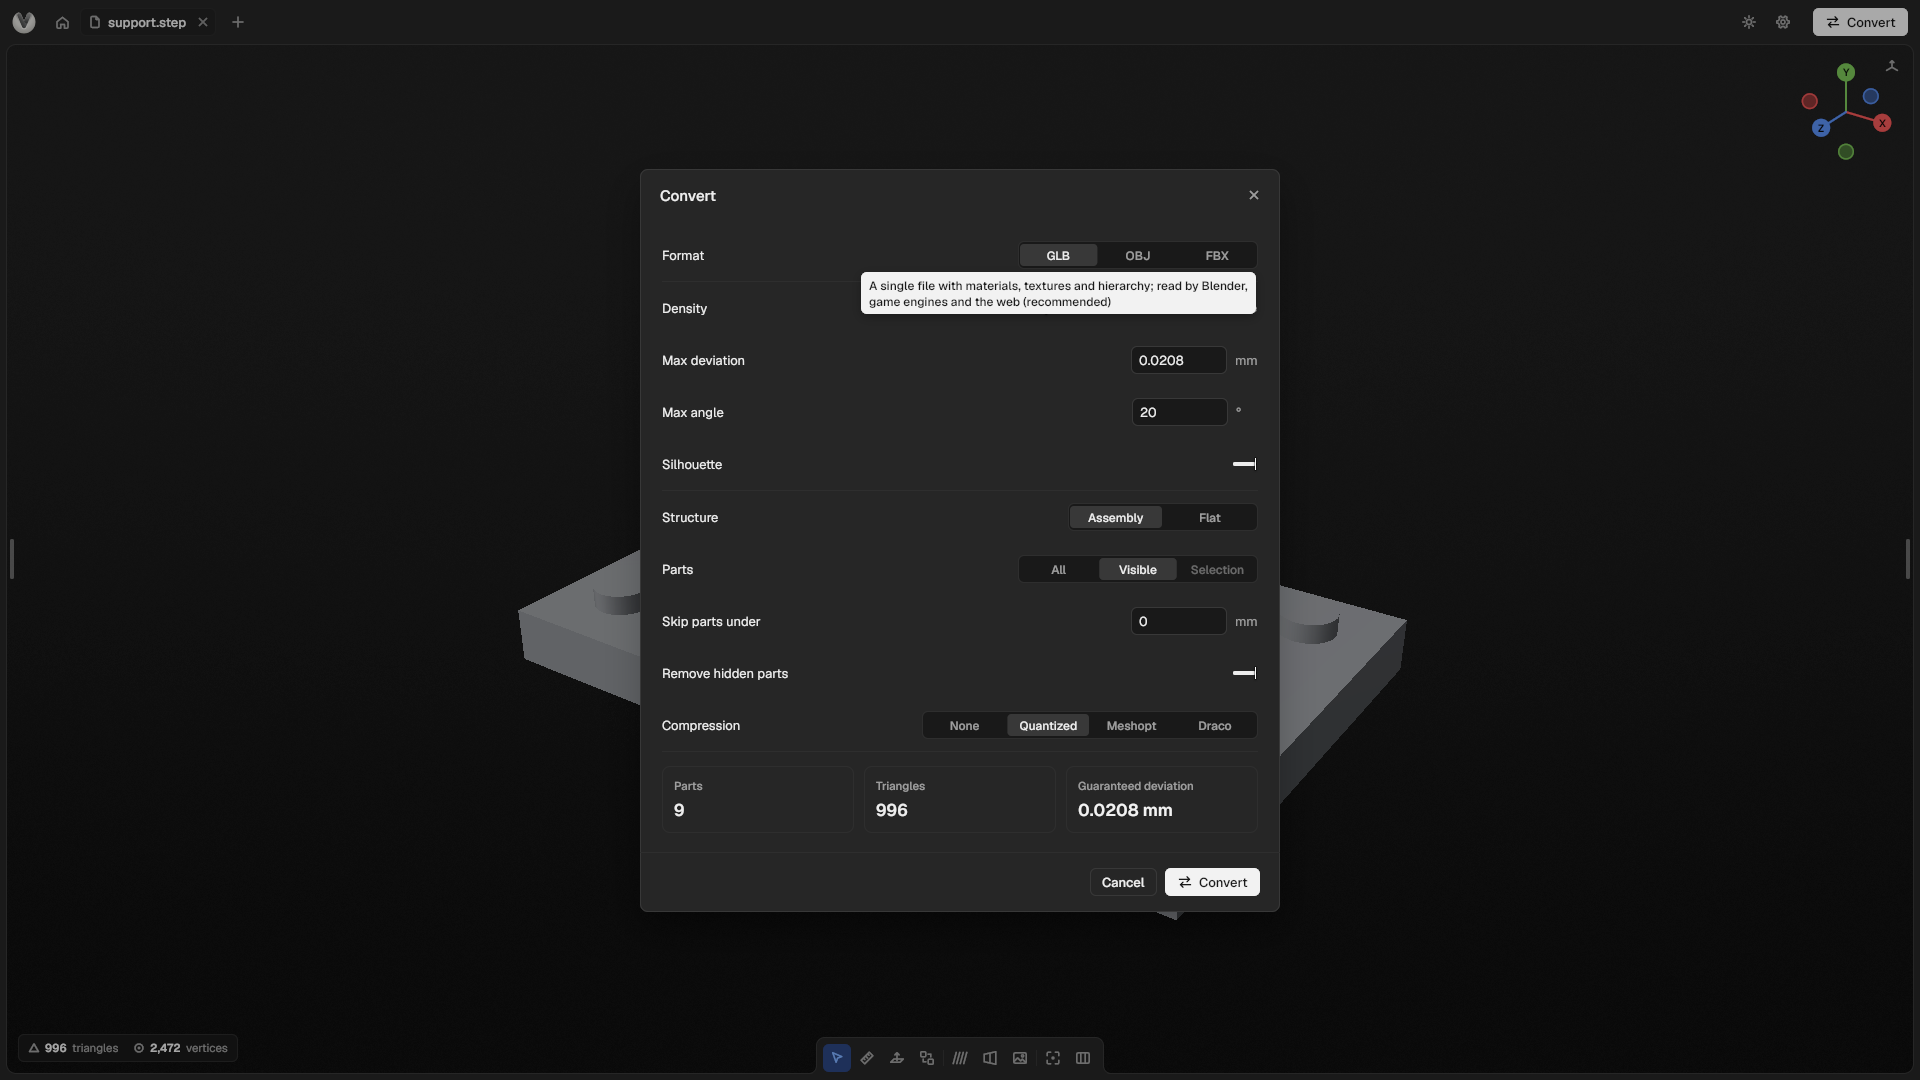 support.step
Convert
Y
X
Z
Convert
Format
GLB
OBJ
FBX
A single file with materials, textures and hierarchy; read by Blender,
game engines and the web (recommended)
Density
Max deviation
0.0208
mm
Max angle
20
°
Silhouette
Structure
Assembly
Flat
Parts
All
Visible
Selection
Skip parts under
0
mm
Remove hidden parts
Compression
None
Quantized
Meshopt
Draco
Parts
Triangles
Guaranteed deviation
9
996
0.0208 mm
Cancel
Convert
996 triangles
2,472 vertices